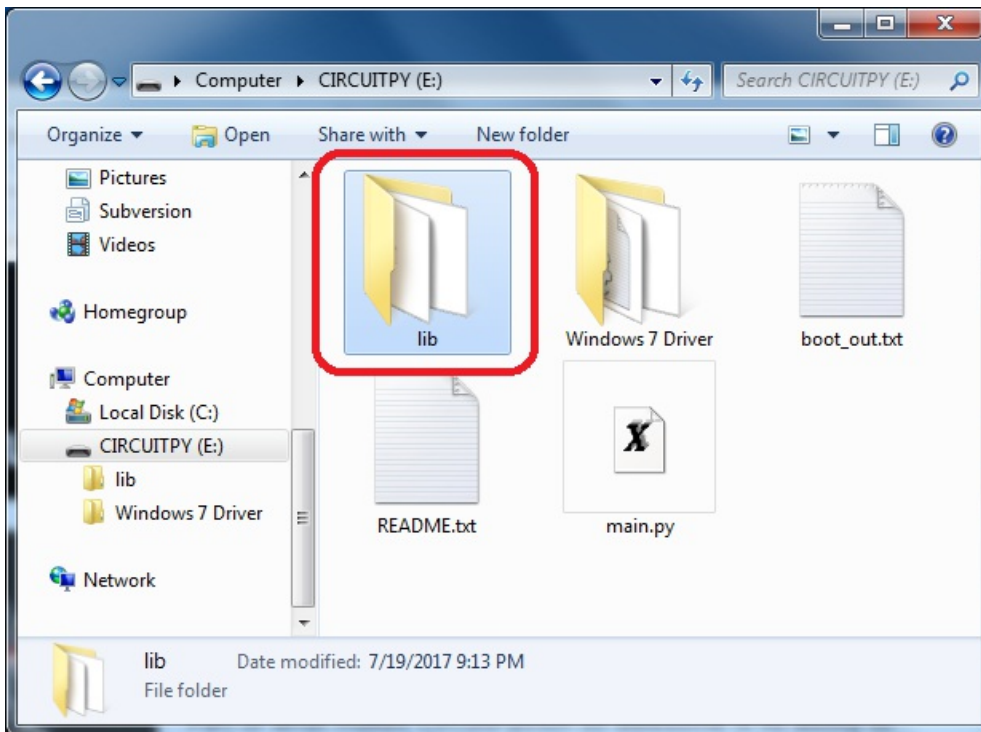 Computer ▸ CIRCUITPY (E:)
Search CIRCUITPY (E:)
Organize Open Share with New folder
Pictures
Subversion
Videos
Homegroup
Computer
Local Disk (C:)
CIRCUITPY (E:)
lib
Windows 7 Driver
Network
lib
Windows 7 Driver
boot_out.txt
README.txt
main.py
lib Date modified: 7/19/2017 9:13 PM
File folder